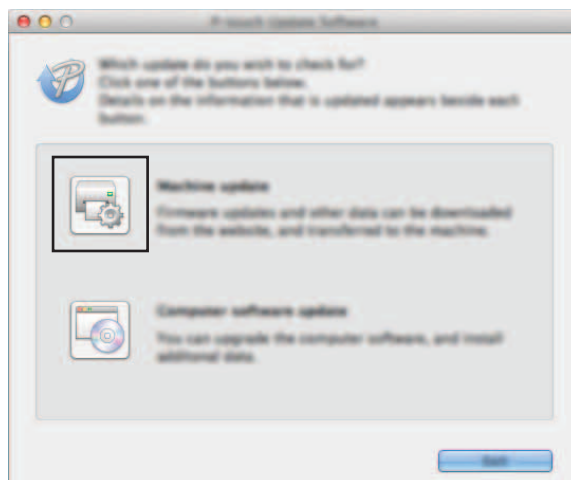 P-touch Update Software
Which update do you wish to check for?
Click one of the buttons below.
Details on the information that is updated appears beside each
button.
Machine update
Firmware updates and other data can be downloaded
from the website, and transferred to the machine.
Computer software update
You can upgrade the computer software, and install
additional data.
Exit